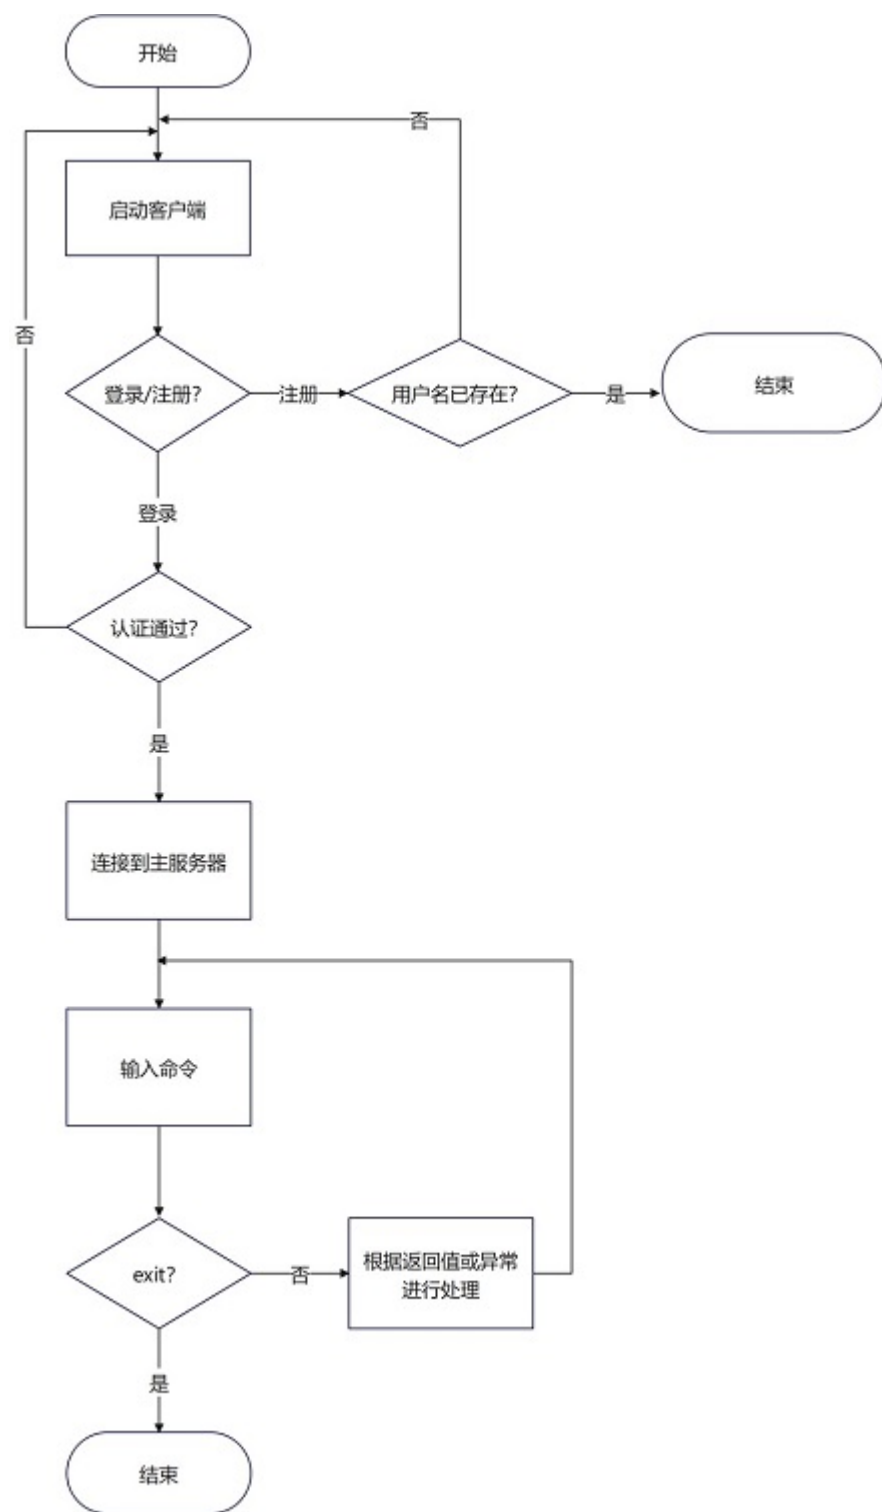 开始
否
启动客户端
否
登录/注册?
注册
用户名已存在?
是
结束
登录
认证通过?
是
连接到主服务器
输入命令
exit?
否
根据返回值或异常
进行处理
是
结束